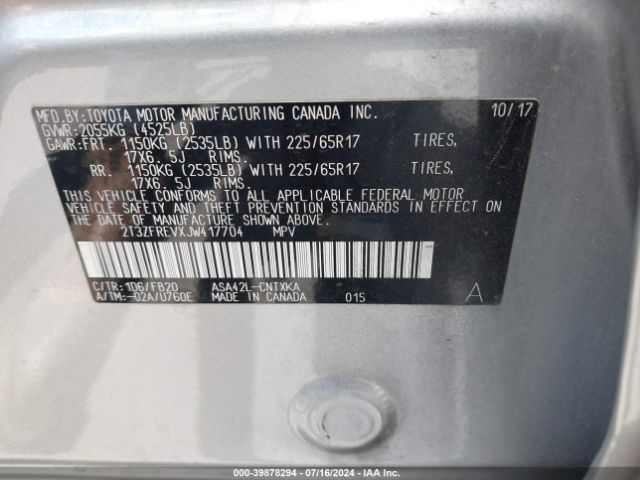 MFD.BY:TOYOTA MOTOR MANUFACTURING CANADA INC. 10/17
GVWR:2055KG (4525LB)
GAWR:FRT. 1150KG (2535LB) WITH 225/65R17 TIRES,
17X6.5J RIMS.
RR. 1150KG (2535LB) WITH 225/65R17 TIRES,
17X6.5J RIMS.
THIS VEHICLE CONFORMS TO ALL APPLICABLE FEDERAL MOTOR
VEHICLE SAFETY AND THEFT PREVENTION STANDARDS IN EFFECT ON
THE DATE OF MANUFACTURE SHOWN ABOVE.
2T3ZFREVXJW417704 MPV
C/TR:1D6/FB20 ASA42L-CNTXKA
A/TM:-02A/U760E MADE IN CANADA 015 A
000-39878294 - 07/16/2024 - IAA Inc.